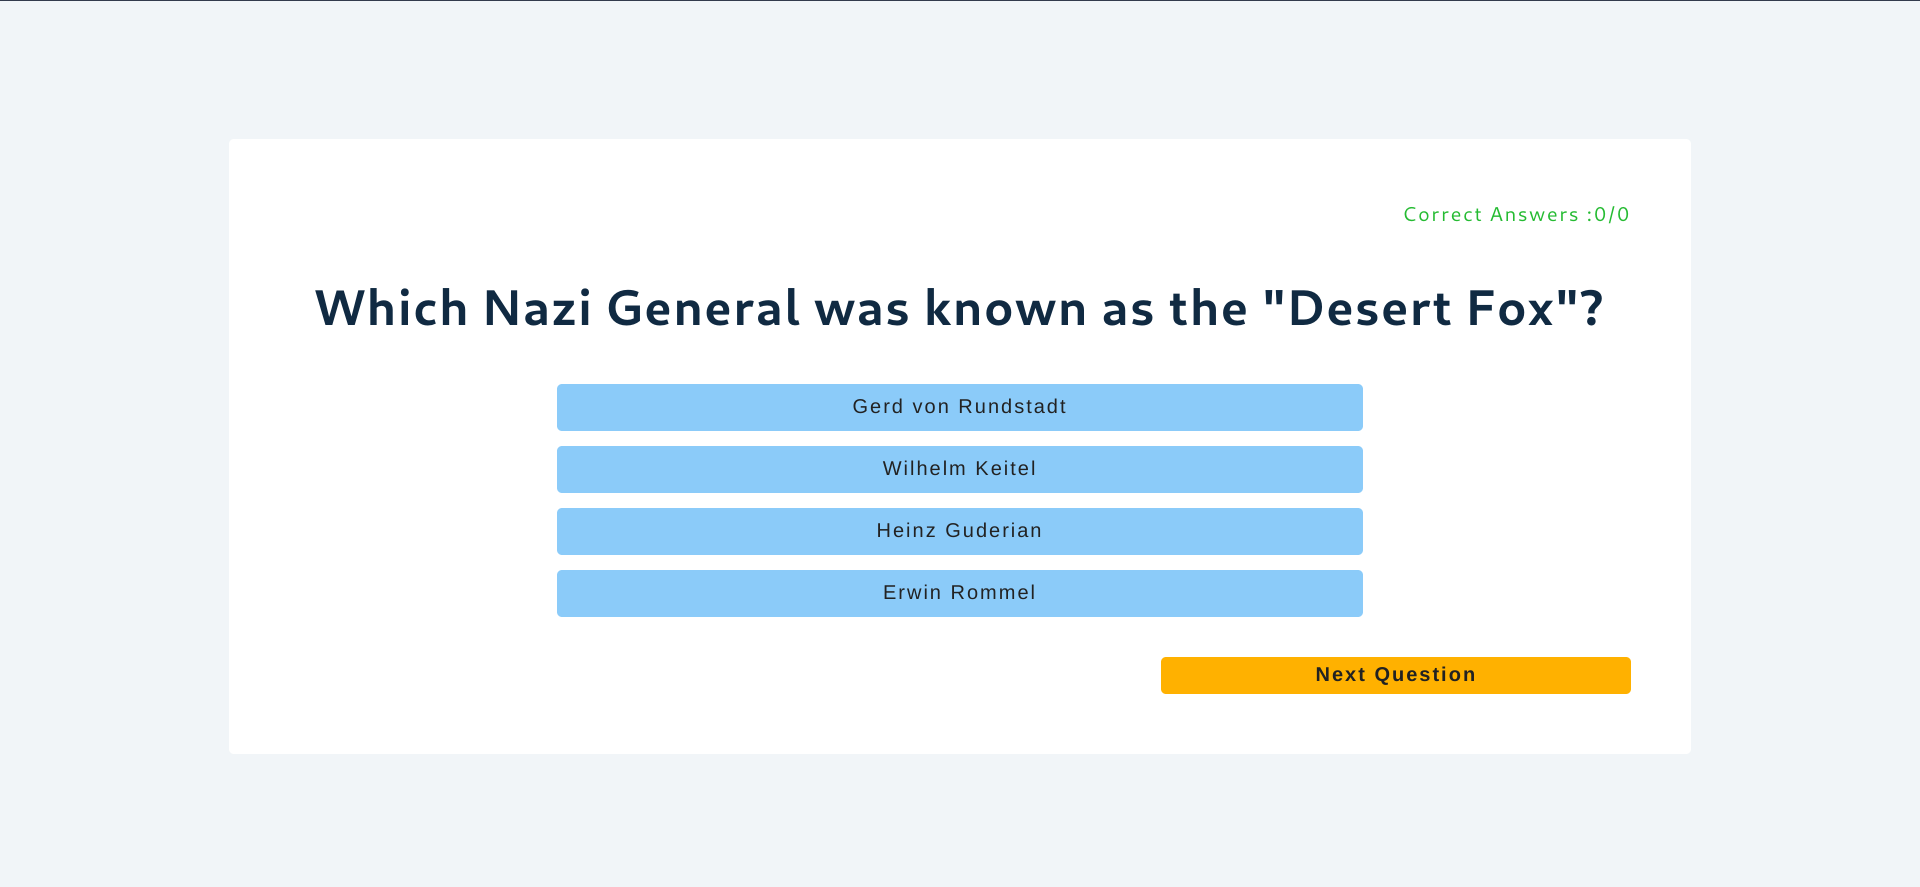 Correct Answers :0/0
Which Nazi General was known as the "Desert Fox"?
Gerd von Rundstadt
Wilhelm Keitel
Heinz Guderian
Erwin Rommel
Next Question